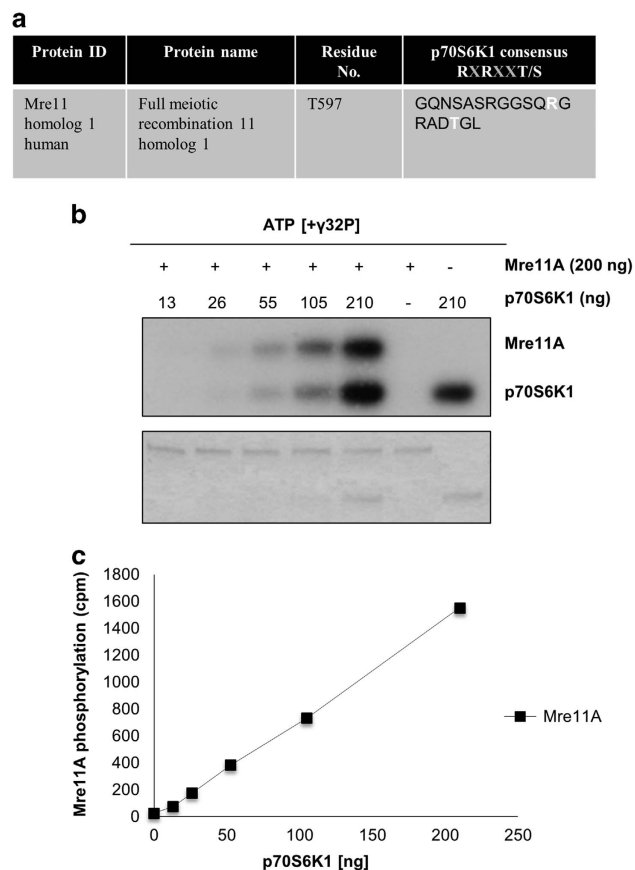 a
Protein ID Protein name Residue No. p70S6K1 consensus RXRXXT/S
Mre11 homolog 1 human Full meiotic recombination 11 homolog 1 T597 GQNSASRGGSQRG RADTGL
b
ATP [+γ32P]
+ + + + + + - Mre11A (200 ng)
13 26 55 105 210 - 210 p70S6K1 (ng)
Mre11A
p70S6K1
c
Mre11A phosphorylation (cpm)
1800
1600
1400
1200
1000
800
600
400
200
0
Mre11A
0 50 100 150 200 250
p70S6K1 [ng]